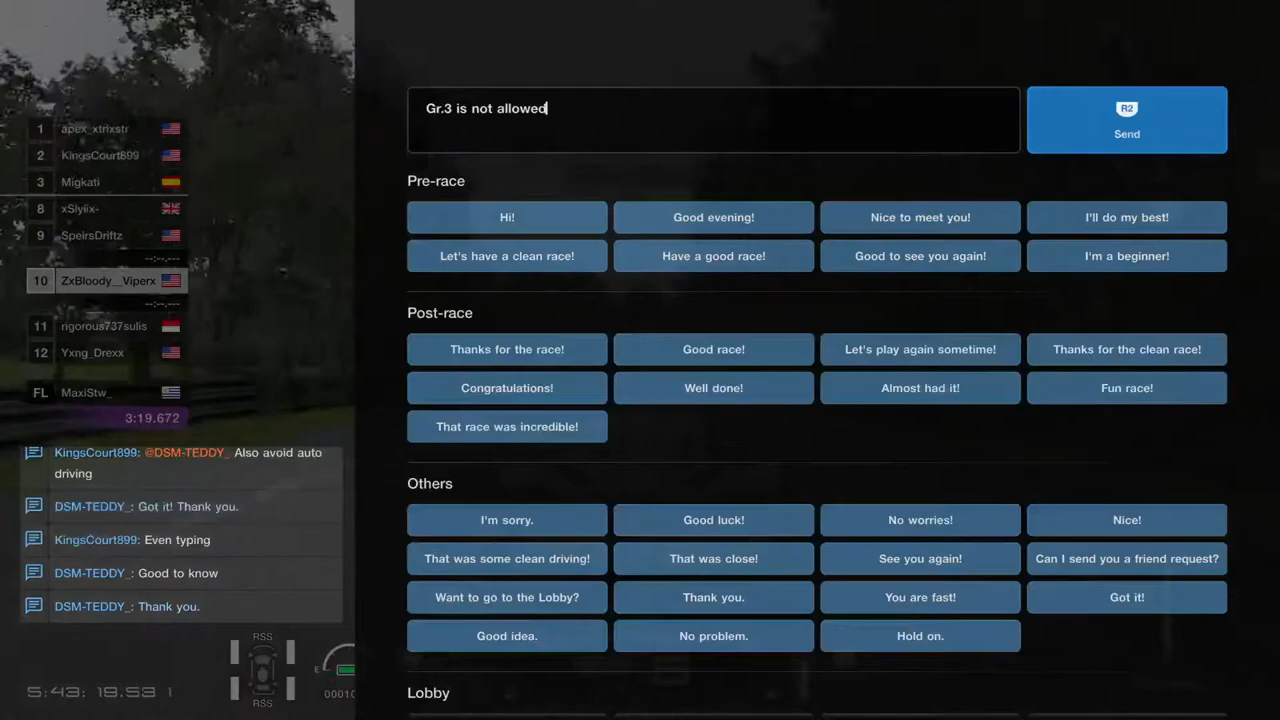 Gr.3 is not allowed
R2
Send
1 apex_xtrixstr
2 KingsCourt899
3 Migkati
8 xSlyiix-
9 SpeirsDriftz
--:--.---
10 ZxBloody__Viperx
--:--.---
11 rigorous737sulis
12 Yxng_Drexx
FL MaxiStw_
3:19.672
KingsCourt899: @DSM-TEDDY_ Also avoid auto
driving
DSM-TEDDY_: Got it! Thank you.
KingsCourt899: Even typing
DSM-TEDDY_: Good to know
DSM-TEDDY_: Thank you.
RSS
E
RSS
00010
5:43: 18.53 1
Pre-race
Hi! Good evening! Nice to meet you! I'll do my best!
Let's have a clean race! Have a good race! Good to see you again! I'm a beginner!
Post-race
Thanks for the race! Good race! Let's play again sometime! Thanks for the clean race!
Congratulations! Well done! Almost had it! Fun race!
That race was incredible!
Others
I'm sorry. Good luck! No worries! Nice!
That was some clean driving! That was close! See you again! Can I send you a friend request?
Want to go to the Lobby? Thank you. You are fast! Got it!
Good idea. No problem. Hold on.
Lobby